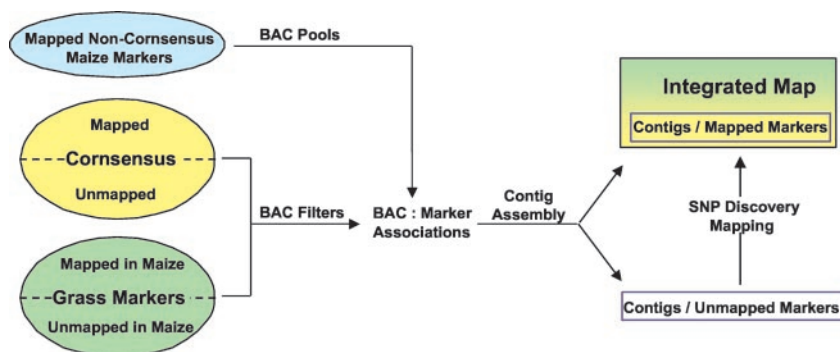 Mapped Non-Cornsensus
Maize Markers
BAC Pools
Mapped
Cornsensus
Unmapped
BAC Filters
Mapped in Maize
Grass Markers
Unmapped in Maize
BAC : Marker
Associations
Contig
Assembly
Integrated Map
Contigs / Mapped Markers
SNP Discovery
Mapping
Contigs / Unmapped Markers